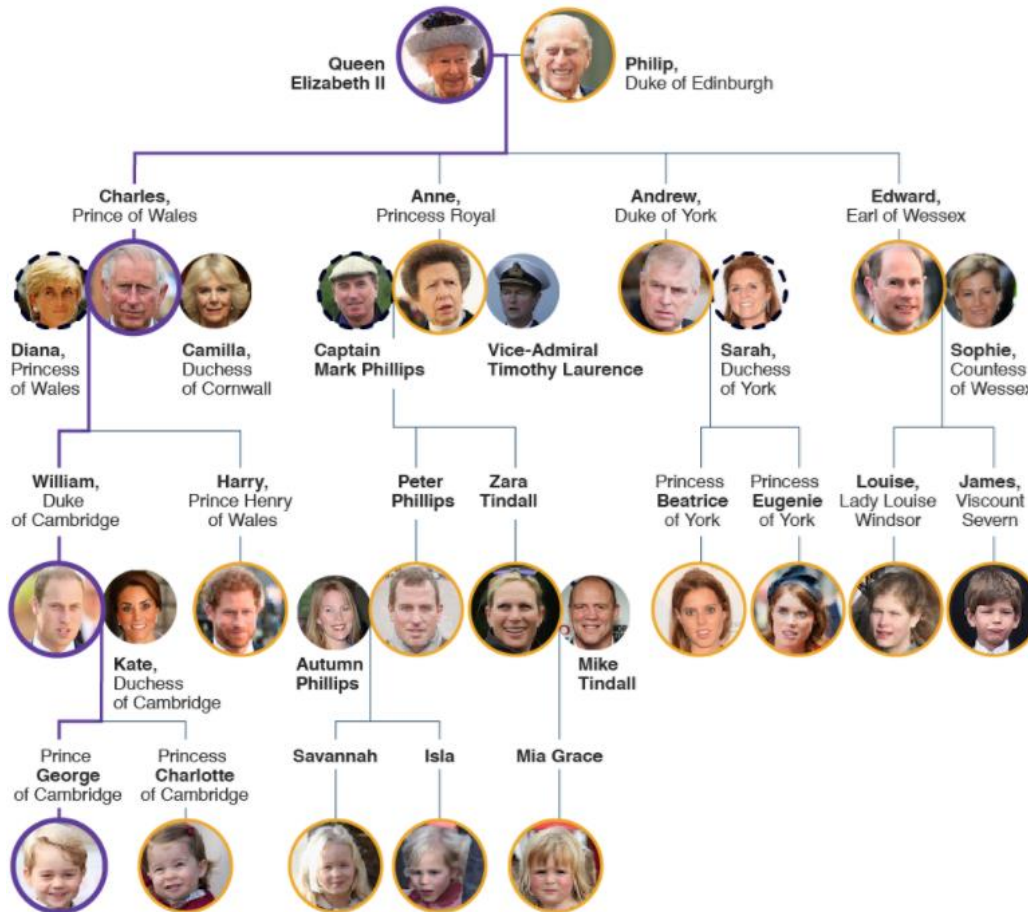 Queen
Elizabeth II
Philip,
Duke of Edinburgh
Charles,
Prince of Wales
Anne,
Princess Royal
Andrew,
Duke of York
Edward,
Earl of Wessex
Diana,
Princess
of Wales
Camilla,
Duchess
of Cornwall
Captain
Mark Phillips
Vice-Admiral
Timothy Laurence
Sarah,
Duchess
of York
Sophie,
Countess
of Wessex
William,
Duke
of Cambridge
Harry,
Prince Henry
of Wales
Peter
Phillips
Zara
Tindall
Princess
Beatrice
of York
Princess
Eugenie
of York
Louise,
Lady Louise
Windsor
James,
Viscount
Severn
Kate,
Duchess
of Cambridge
Autumn
Phillips
Mike
Tindall
Prince
George
of Cambridge
Princess
Charlotte
of Cambridge
Savannah
Isla
Mia Grace